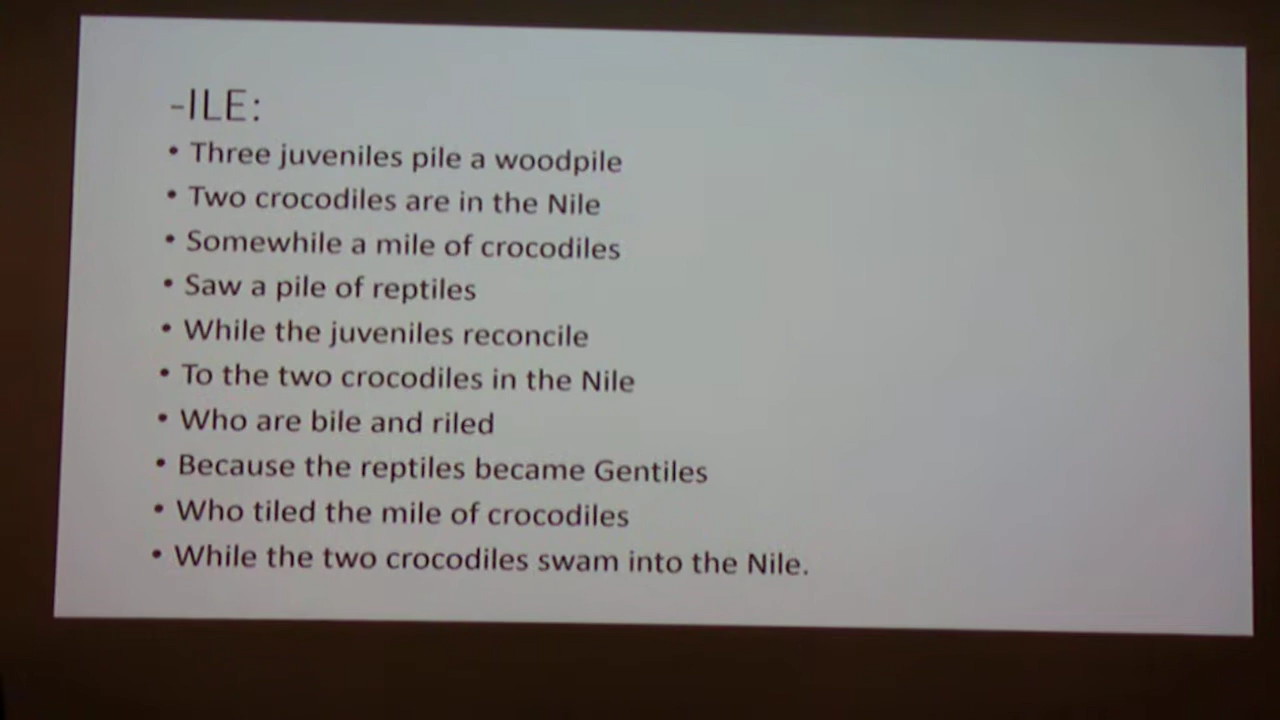 -ILE:
• Three juveniles pile a woodpile
• Two crocodiles are in the Nile
• Somewhile a mile of crocodiles
• Saw a pile of reptiles
• While the juveniles reconcile
• To the two crocodiles in the Nile
• Who are bile and riled
• Because the reptiles became Gentiles
• Who tiled the mile of crocodiles
• While the two crocodiles swam into the Nile.